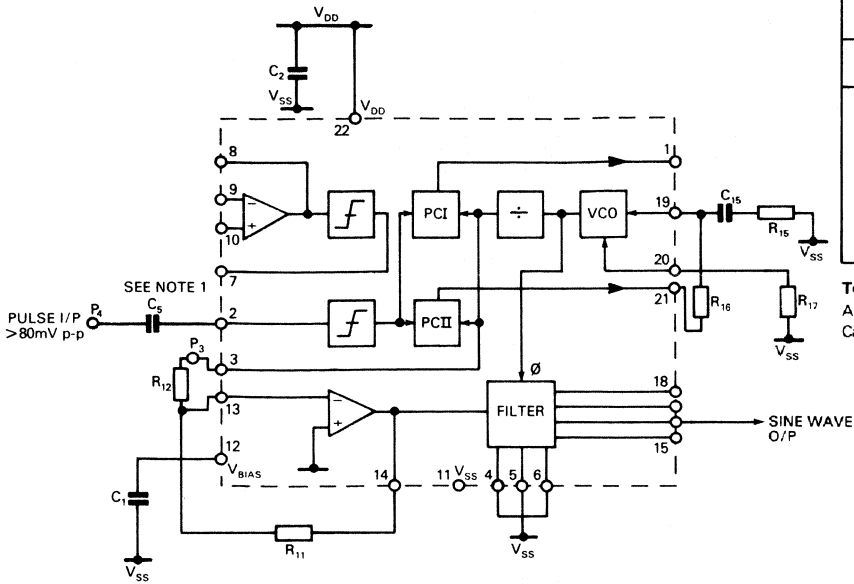 V_DD
C_2
V_SS
V_DD
22
8
1
9
10
PCI
÷
VCO
19
C_15
R_15
V_SS
7
20
SEE NOTE 1
21
R_16
R_17
PULSE I/P
>80mV p-p
P_4
C_5
2
PCII
V_SS
P_3
3
R_12
Ø
13
FILTER
18
SINE WAVE
O/P
15
12
V_BIAS
14
11
V_SS
4
5
6
C_1
R_11
V_SS
V_SS